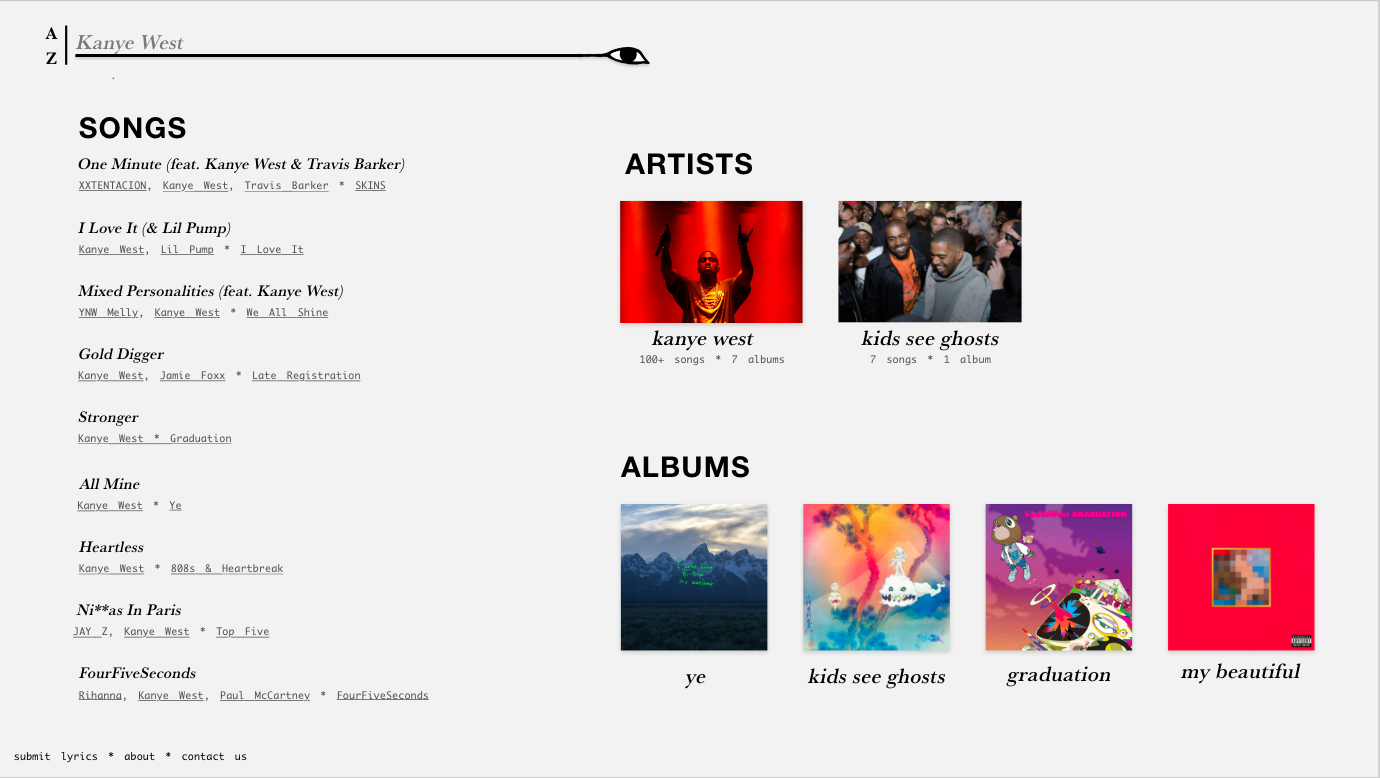 A
Z
Kanye West
SONGS
One Minute (feat. Kanye West & Travis Barker)
XXTENTACION, Kanye West, Travis Barker * SKINS
I Love It (& Lil Pump)
Kanye West, Lil Pump * I Love It
Mixed Personalities (feat. Kanye West)
YNW Melly, Kanye West * We All Shine
Gold Digger
Kanye West, Jamie Foxx * Late Registration
Stronger
Kanye West * Graduation
All Mine
Kanye West * Ye
Heartless
Kanye West * 808s & Heartbreak
Ni**as In Paris
JAY Z, Kanye West * Top Five
FourFiveSeconds
Rihanna, Kanye West, Paul McCartney * FourFiveSeconds
ARTISTS
kanye west
100+ songs * 7 albums
kids see ghosts
7 songs * 1 album
ALBUMS
GRADUATION
ye
kids see ghosts
graduation
my beautiful
submit lyrics * about * contact us